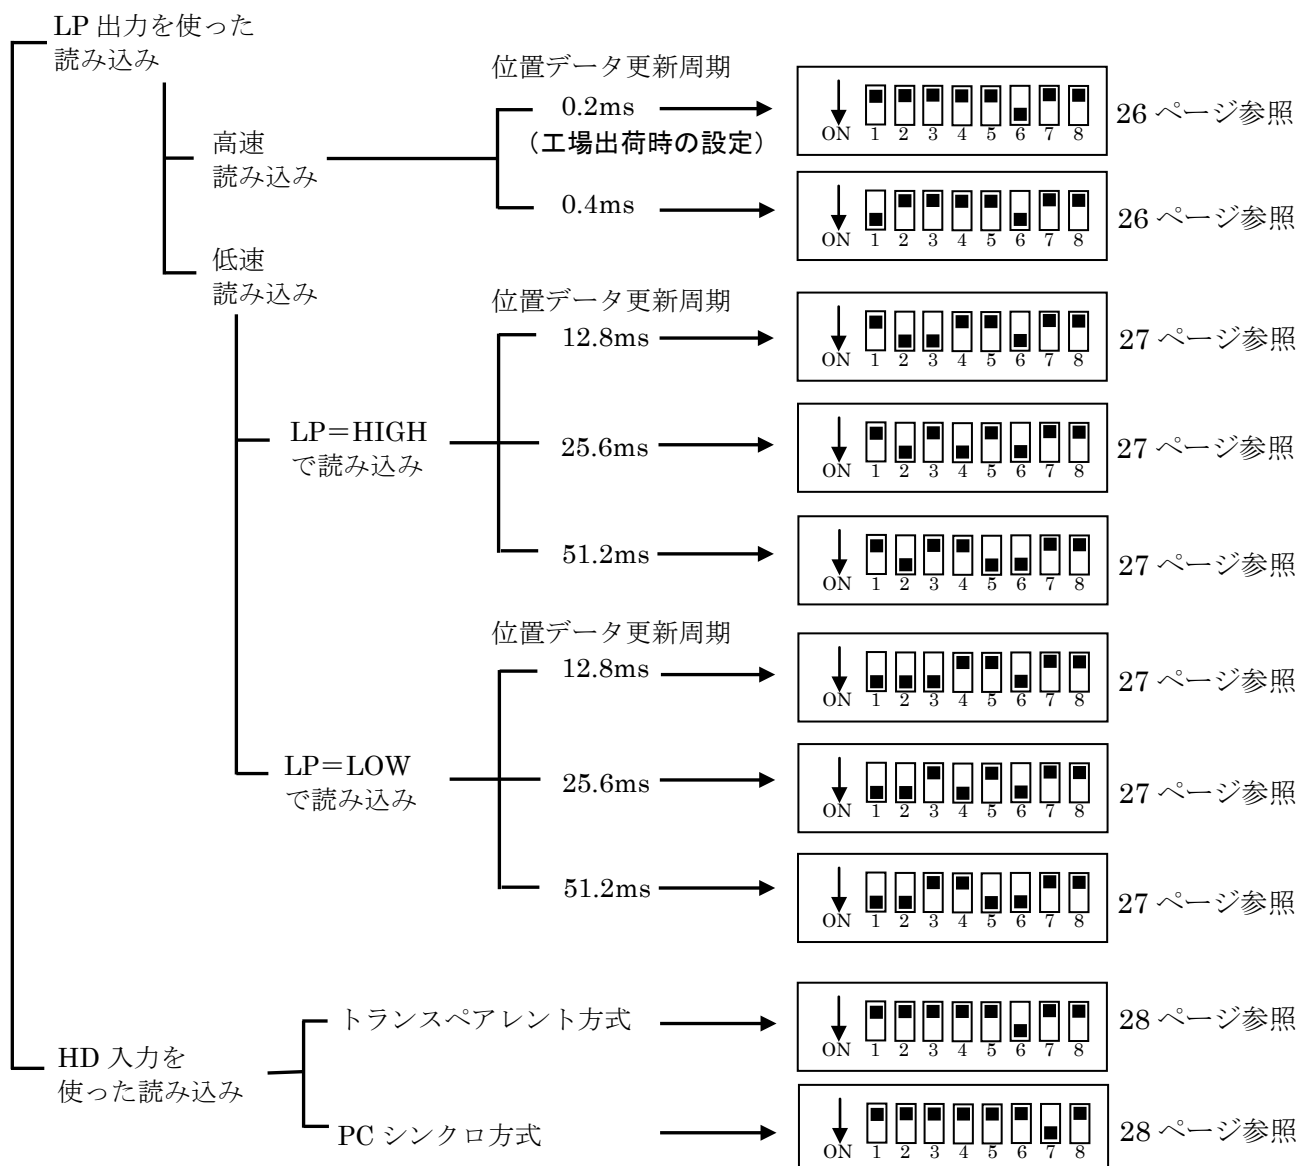 LP 出力を使った
読み込み
高速
読み込み
位置データ更新周期
0.2ms
（工場出荷時の設定）
ON 1 2 3 4 5 6 7 8
26 ページ参照
0.4ms
ON 1 2 3 4 5 6 7 8
26 ページ参照
低速
読み込み
LP＝HIGH
で読み込み
位置データ更新周期
12.8ms
ON 1 2 3 4 5 6 7 8
27 ページ参照
25.6ms
ON 1 2 3 4 5 6 7 8
27 ページ参照
51.2ms
ON 1 2 3 4 5 6 7 8
27 ページ参照
LP＝LOW
で読み込み
位置データ更新周期
12.8ms
ON 1 2 3 4 5 6 7 8
27 ページ参照
25.6ms
ON 1 2 3 4 5 6 7 8
27 ページ参照
51.2ms
ON 1 2 3 4 5 6 7 8
27 ページ参照
HD 入力を
使った読み込み
トランスペアレント方式
ON 1 2 3 4 5 6 7 8
28 ページ参照
PC シンクロ方式
ON 1 2 3 4 5 6 7 8
28 ページ参照